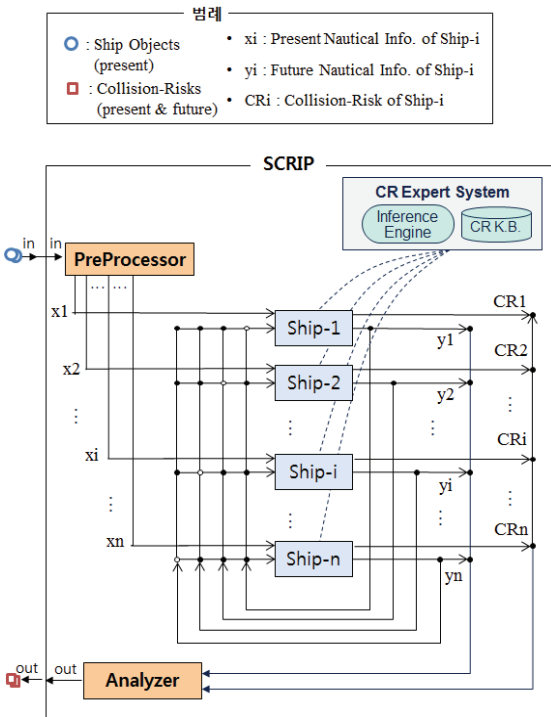 범례
: Ship Objects
(present)
: Collision-Risks
(present & future)
• xi : Present Nautical Info. of Ship-i
• yi : Future Nautical Info. of Ship-i
• CRi : Collision-Risk of Ship-i
SCRIP
CR Expert System
Inference
Engine
CR K.B.
in in
PreProcessor
x1
Ship-1
CR1
y1
x2
Ship-2
CR2
y2
xi
Ship-i
CRi
yi
xn
Ship-n
CRn
yn
out out
Analyzer